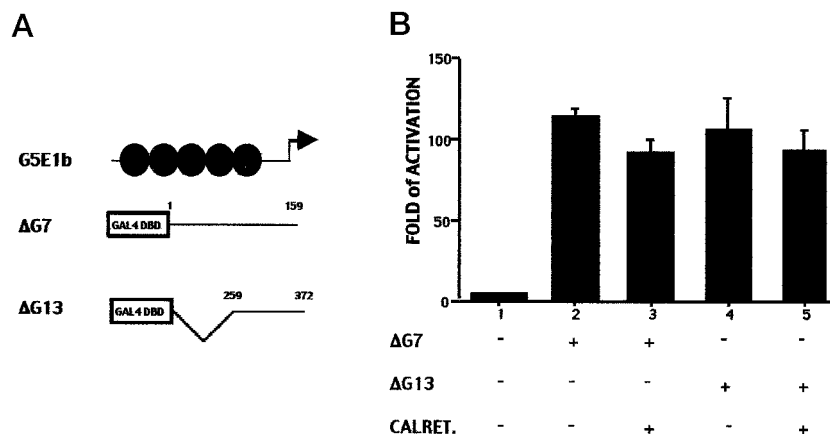 A
G5E1b
ΔG7
GAL4 DBD
1
159
ΔG13
GAL4 DBD
259
372
B
FOLD of ACTIVATION
150
100
50
0
1 2 3 4 5
ΔG7 - + + - -
ΔG13 - - - + +
CALRET. - - + - +